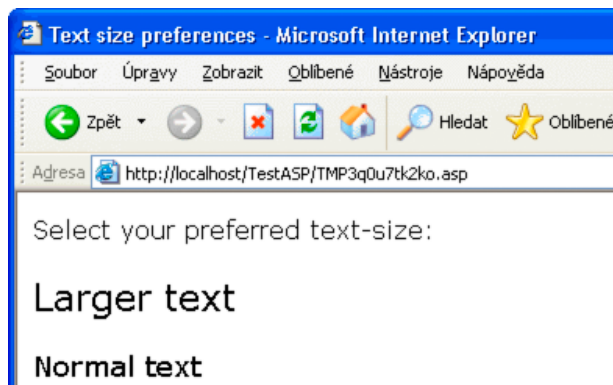 Text size preferences - Microsoft Internet Explorer
Soubor Úpravy Zobrazit Oblíbené Nástroje Nápověda
Zpět Hledat Oblíbené
Adresa http://localhost/TestASP/TMP3q0u7tk2ko.asp
Select your preferred text-size:
Larger text
Normal text